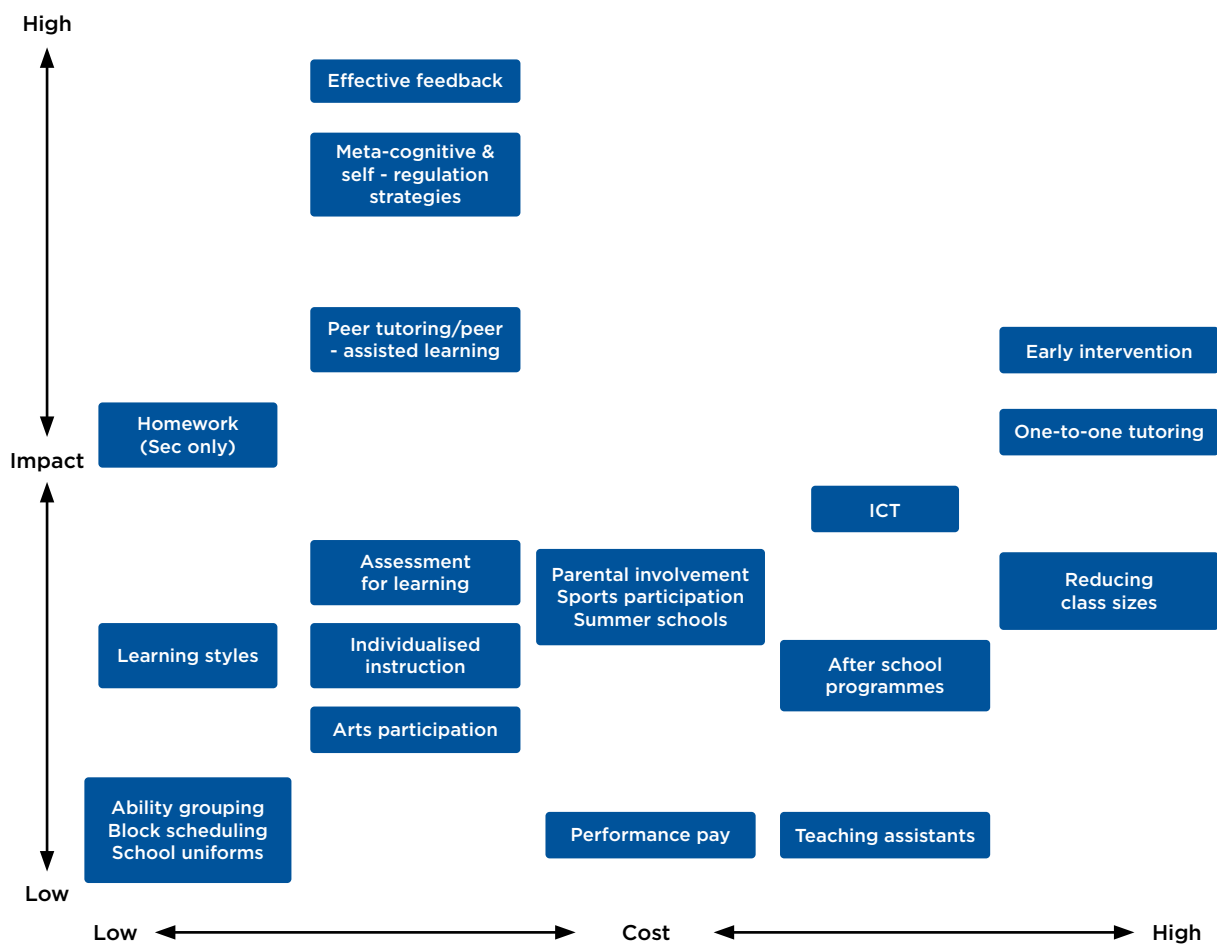 High
Effective feedback
Meta-cognitive &
self - regulation
strategies
Peer tutoring/peer
- assisted learning
Early intervention
Homework
(Sec only)
One-to-one tutoring
Impact
ICT
Assessment
for learning
Parental involvement
Sports participation
Summer schools
Reducing
class sizes
Learning styles
Individualised
instruction
After school
programmes
Arts participation
Ability grouping
Block scheduling
School uniforms
Performance pay
Teaching assistants
Low
Low
Cost
High